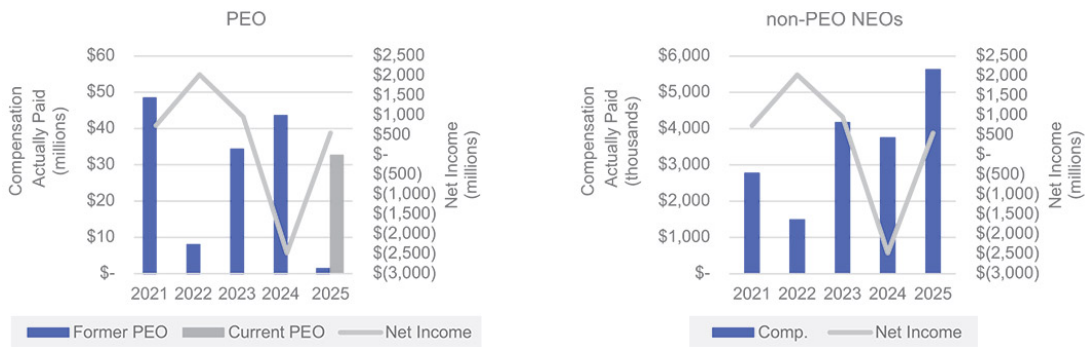 PEO
$60
$50
$40
$30
$20
$10
$-
Compensation
Actually Paid
(millions)
$2,500
$2,000
$1,500
$1,000
$500
$-
$(500)
$(1,000)
$(1,500)
$(2,000)
$(2,500)
$(3,000)
Net Income
(millions)
2021 2022 2023 2024 2025
Former PEO Current PEO Net Income
non-PEO NEOs
$6,000
$5,000
$4,000
$3,000
$2,000
$1,000
$-
Compensation
Actually Paid
(thousands)
$2,500
$2,000
$1,500
$1,000
$500
$-
$(500)
$(1,000)
$(1,500)
$(2,000)
$(2,500)
$(3,000)
Net Income
(millions)
2021 2022 2023 2024 2025
Comp. Net Income